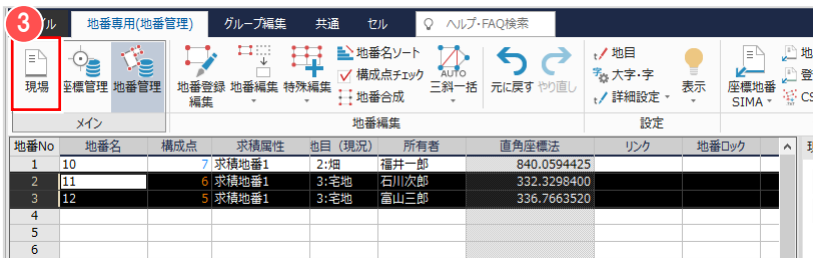 3
ル 地番専用(地番管理) グループ編集 共通 セル ヘルプ・FAQ検索
現場 座標管理 地番管理 地番登録編集 地番編集 特殊編集 地番名ソート 構成点チェック 地番合成 AUTO 三斜一括 元に戻す やり直し 地目 大字・字 詳細設定 表示 座標地番 SIMA 地 登 CS
メイン 地番編集 設定
地番No 地番名 構成点 求積属性 地目（現況） 所有者 直角座標法 リンク 地番ロック 現
1 10 7 求積地番1 2:畑 福井一郎 840.0594425
2 11 6 求積地番1 3:宅地 石川次郎 332.3298400
3 12 5 求積地番1 3:宅地 富山三郎 336.7663520
4
5
6